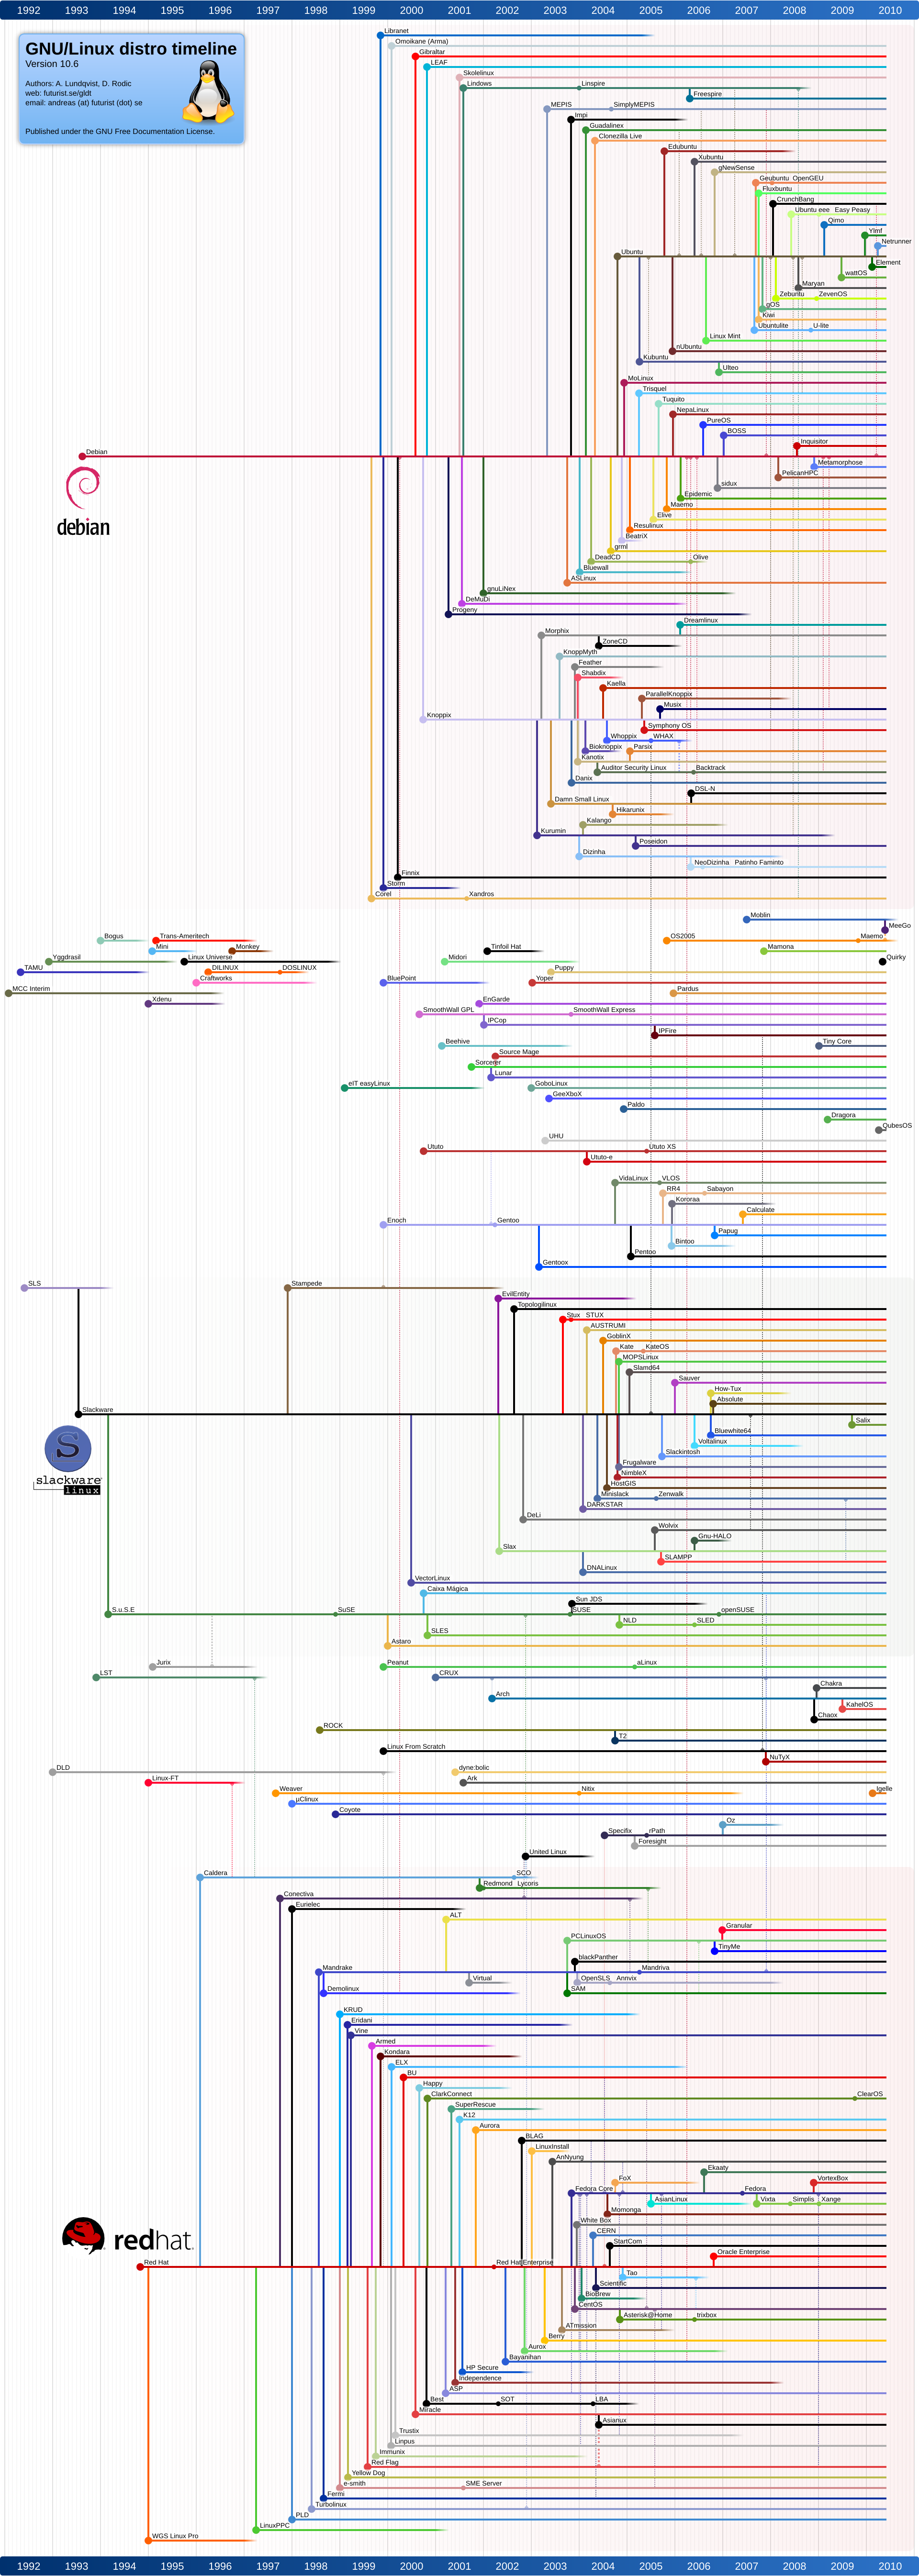 1992 1993 1994 1995 1996 1997 1998 1999 2000 2001 2002 2003 2004 2005 2006 2007 2008 2009 2010
GNU/Linux distro timeline
Version 10.6
Authors: A. Lundqvist, D. Rodic
web: futurist.se/gldt
email: andreas (at) futurist (dot) se
Published under the GNU Free Documentation License.
Libranet
Omoikane (Arma)
Gibraltar
LEAF
Skolelinux
Lindows Linspire
Freespire
MEPIS SimplyMEPIS
Impi
Guadalinex
Clonezilla Live
Edubuntu
Xubuntu
gNewSense
Geubuntu OpenGEU
Fluxbuntu
CrunchBang
Ubuntu eee Easy Peasy
Qimo
Ylmf
Netrunner
Ubuntu
Element
wattOS
Maryan
Zebuntu ZevenOS
gOS
Kiwi
Ubuntulite U-lite
Linux Mint
nUbuntu
Kubuntu
Ulteo
MoLinux
Trisquel
Tuquito
NepaLinux
PureOS
BOSS
Inquisitor
Debian
debian
Metamorphose
PelicanHPC
sidux
Epidemic
Maemo
Elive
Resulinux
BeatriX
grml
DeadCD Olive
Bluewall
ASLinux
gnuLiNex
DeMuDi
Progeny
Dreamlinux
Morphix
ZoneCD
KnoppMyth
Feather
Shabdix
Kaella
ParallelKnoppix
Musix
Knoppix
Symphony OS
Whoppix WHAX
Bioknoppix Parsix
Kanotix
Auditor Security Linux Backtrack
Danix
DSL-N
Damn Small Linux
Hikarunix
Kalango
Kurumin
Poseidon
Dizinha
NeoDizinha Patinho Faminto
Finnix
Storm
Corel Xandros
Moblin
MeeGo
Bogus Trans-Ameritech OS2005 Maemo
Mini Monkey Tinfoil Hat Mamona
Yggdrasil Linux Universe Midori Quirky
TAMU DILINUX DOSLINUX Puppy
Craftworks BluePoint Yoper
MCC Interim Pardus
Xdenu EnGarde
SmoothWall GPL SmoothWall Express
IPCop
IPFire
Beehive Tiny Core
Source Mage
Sorcerer
Lunar
eIT easyLinux GoboLinux
GeeXboX
Paldo
Dragora
QubesOS
UHU
Ututo Ututo XS
Ututo-e
VidaLinux VLOS
RR4 Sabayon
Kororaa
Calculate
Enoch Gentoo
Papug
Bintoo
Pentoo
Gentoox
SLS Stampede
EvilEntity
Topologilinux
Stux STUX
AUSTRUMI
GoblinX
Kate KateOS
MOPSLinux
Slamd64
Sauver
How-Tux
Absolute
Slackware
slackware
linux
Salix
Bluewhite64
Voltalinux
Slackintosh
Frugalware
NimbleX
HostGIS
Minislack Zenwalk
DARKSTAR
DeLi
Wolvix
Gnu-HALO
Slax
SLAMPP
DNALinux
VectorLinux
Caixa Mágica
Sun JDS
S.u.S.E SuSE SUSE openSUSE
NLD SLED
SLES
Astaro
Jurix Peanut aLinux
LST CRUX
Chakra
Arch
KahelOS
Chaox
ROCK
T2
Linux From Scratch
NuTyX
DLD dyne:bolic
Linux-FT Ark
Weaver Nitix Igelle
µClinux
Coyote
Oz
Specifix rPath
Foresight
United Linux
Caldera SCO
Redmond Lycoris
Conectiva
Eurielec
ALT
Granular
PCLinuxOS
TinyMe
blackPanther
Mandrake Mandriva
Virtual OpenSLS Annvix
Demolinux SAM
KRUD
Eridani
Vine
Armed
Kondara
ELX
BU
Happy
ClarkConnect ClearOS
SuperRescue
K12
Aurora
BLAG
LinuxInstall
AnNyung
Ekaaty
FoX VortexBox
Fedora Core Fedora
AsianLinux Vixta Simplis Xange
Momonga
White Box
CERN
StartCom
Oracle Enterprise
redhat
Red Hat Red Hat Enterprise
Tao
Scientific
BioBrew
CentOS
Asterisk@Home trixbox
ATmission
Berry
Aurox
Bayanihan
HP Secure
Independence
ASP
Best SOT LBA
Miracle
Asianux
Trustix
Linpus
Immunix
Red Flag
Yellow Dog
e-smith SME Server
Fermi
Turbolinux
PLD
LinuxPPC
WGS Linux Pro
1992 1993 1994 1995 1996 1997 1998 1999 2000 2001 2002 2003 2004 2005 2006 2007 2008 2009 2010